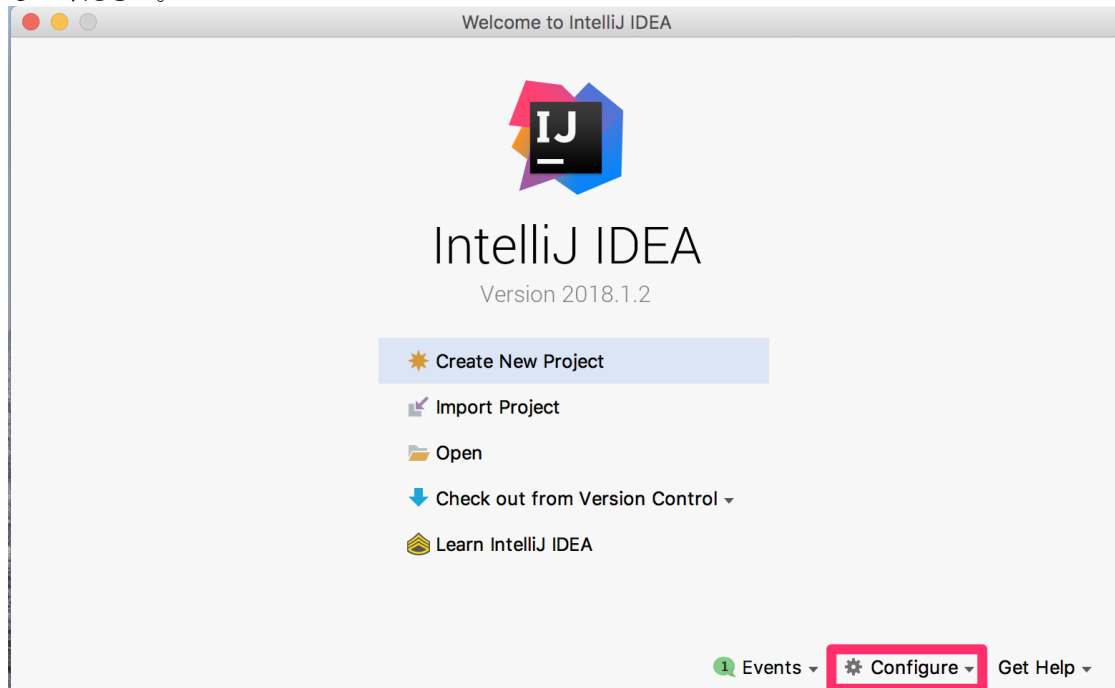 Welcome to IntelliJ IDEA
IJ
IntelliJ IDEA
Version 2018.1.2
Create New Project
Import Project
Open
Check out from Version Control
Learn IntelliJ IDEA
1 Events Configure Get Help